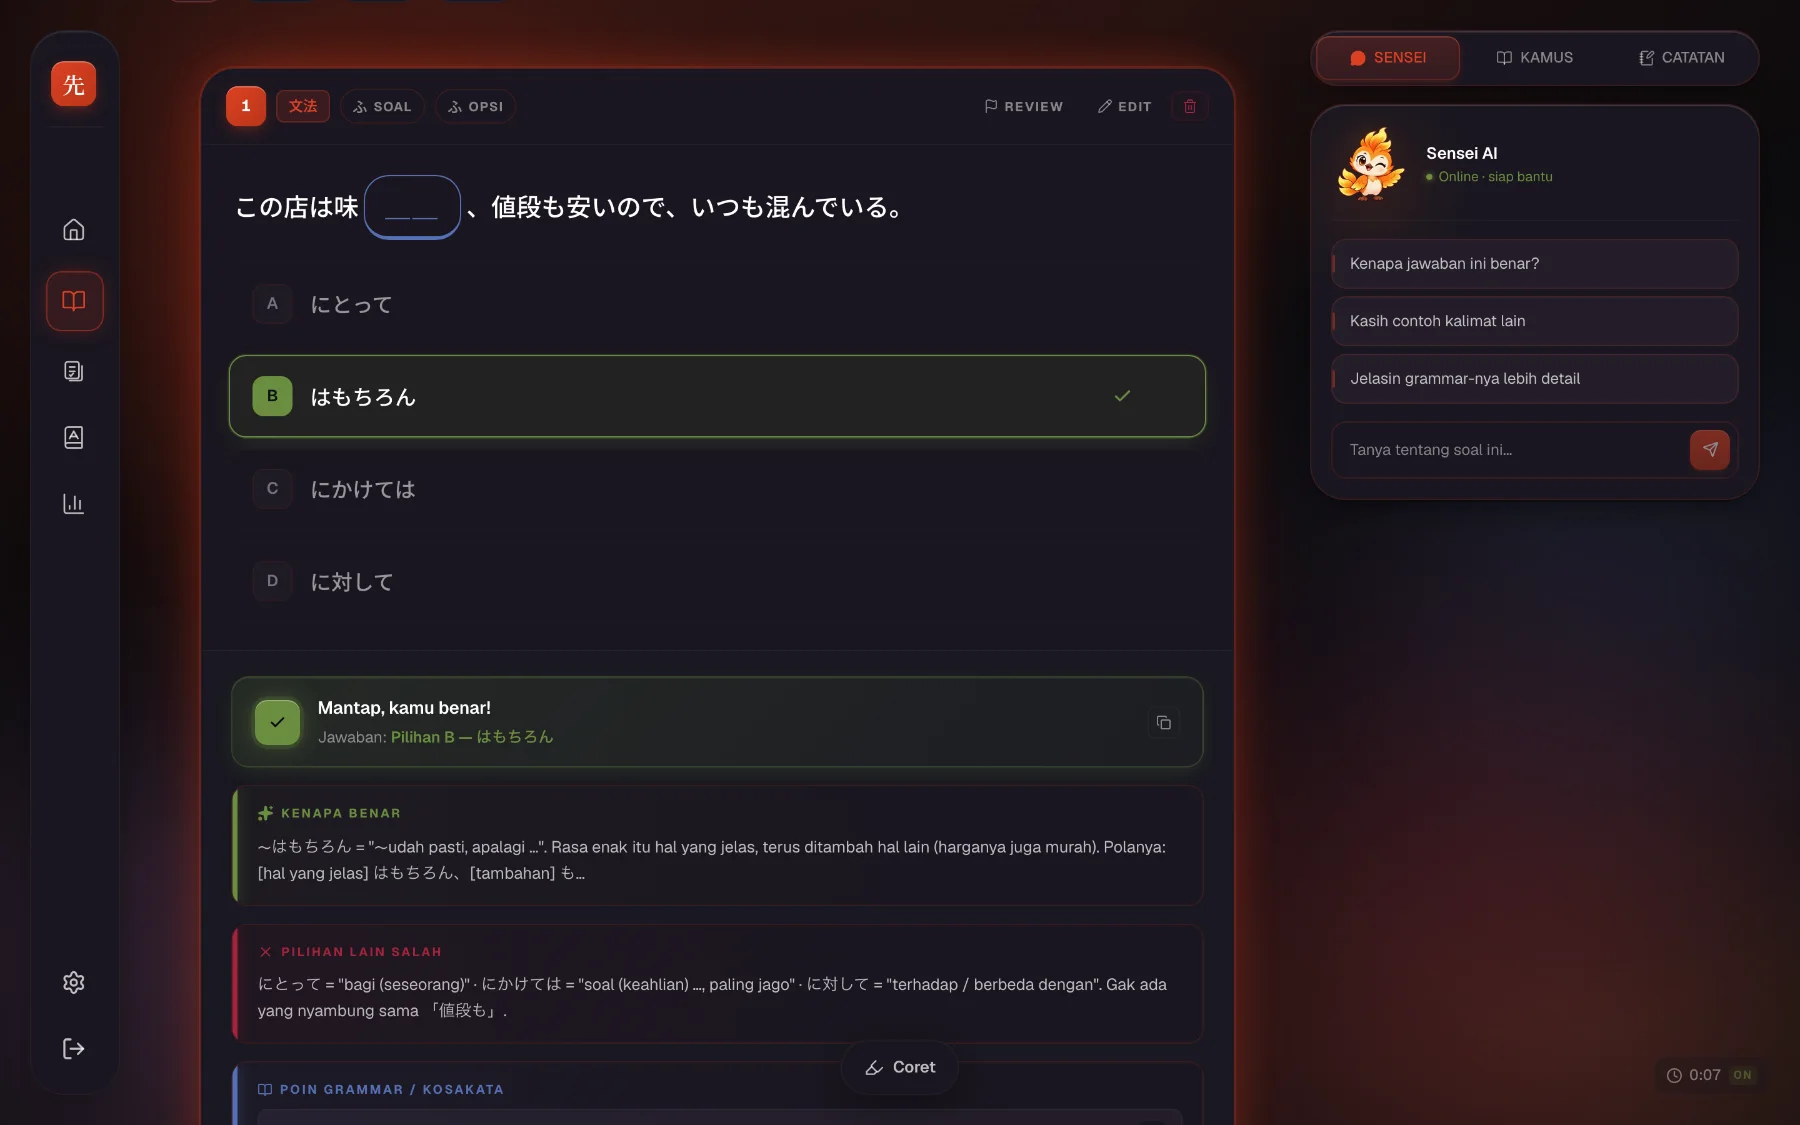 先
1
文法
ふ SOAL
ふ OPSI
REVIEW
EDIT
この店は味 ____ 、値段も安いので、いつも混んでいる。
A
にとって
B
はもちろん
C
にかけては
D
に対して
Mantap, kamu benar!
Jawaban: Pilihan B — はもちろん
KENAPA BENAR
〜はもちろん = "〜udah pasti, apalagi …". Rasa enak itu hal yang jelas, terus ditambah hal lain (harganya juga murah). Polanya:
[hal yang jelas] はもちろん、[tambahan] も…
PILIHAN LAIN SALAH
にとって = "bagi (seseorang)" · にかけては = "soal (keahlian) …, paling jago" · に対して = "terhadap / berbeda dengan". Gak ada
yang nyambung sama 「値段も」.
POIN GRAMMAR / KOSAKATA
Coret
SENSEI
KAMUS
CATATAN
Sensei AI
Online · siap bantu
Kenapa jawaban ini benar?
Kasih contoh kalimat lain
Jelasin grammar-nya lebih detail
Tanya tentang soal ini...
0:07 ON